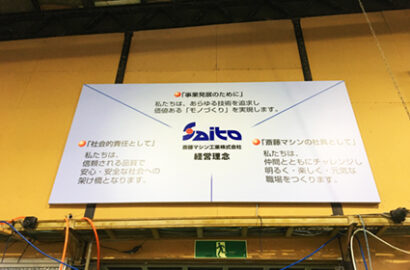 「事業発展のために」
私たちは、あらゆる技術を追求し
価値ある「モノづくり」を実現します。
Saito
斎藤マシン工業株式会社
経営理念
「社会的責任として」
私たちは、
信頼される品質で
安心・安全な社会への
架け橋となります。
「斎藤マシンの社員として」
私たちは、
仲間とともにチャレンジし
明るく・楽しく・元気な
職場をつくります。